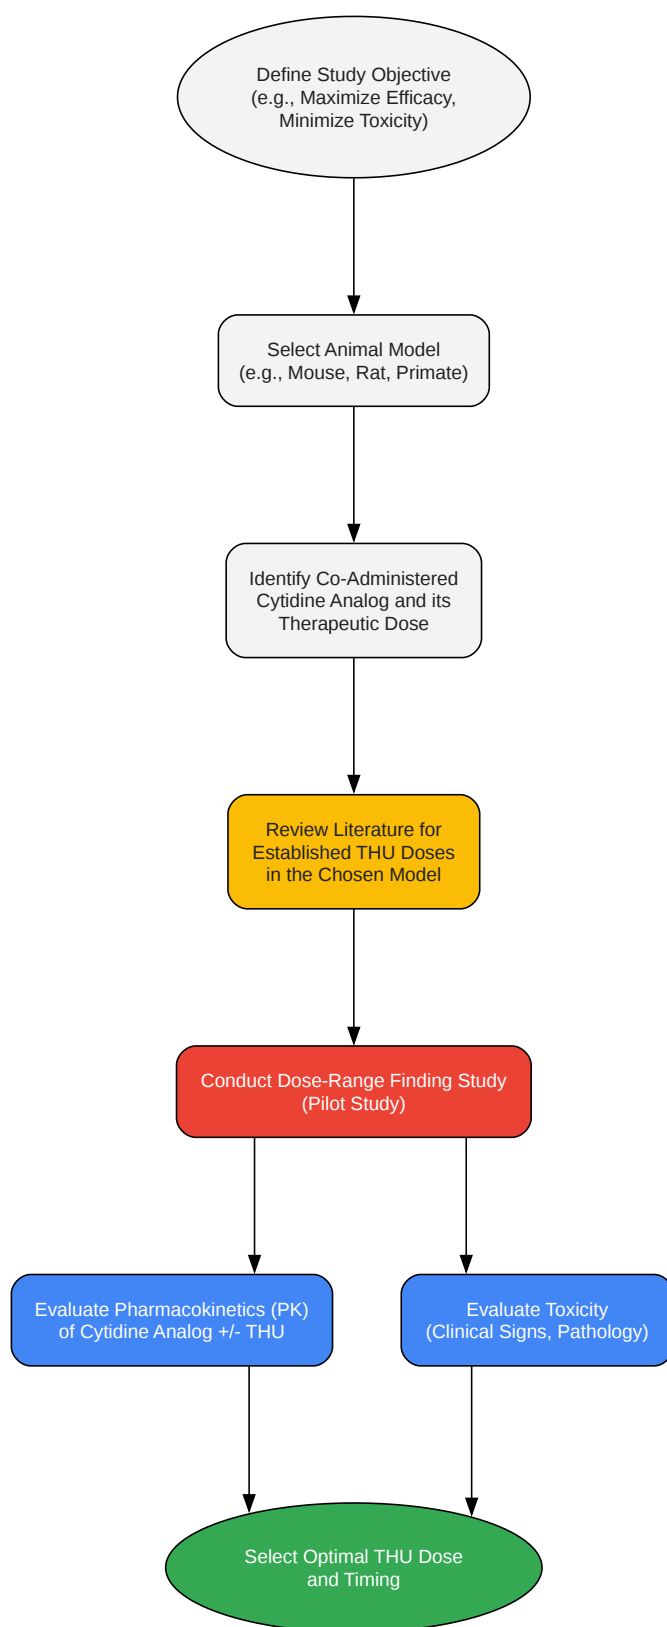 Define Study Objective
(e.g., Maximize Efficacy,
Minimize Toxicity)
Select Animal Model
(e.g., Mouse, Rat, Primate)
Identify Co-Administered
Cytidine Analog and its
Therapeutic Dose
Review Literature for
Established THU Doses
in the Chosen Model
Conduct Dose-Range Finding Study
(Pilot Study)
Evaluate Pharmacokinetics (PK)
of Cytidine Analog +/- THU
Evaluate Toxicity
(Clinical Signs, Pathology)
Select Optimal THU Dose
and Timing